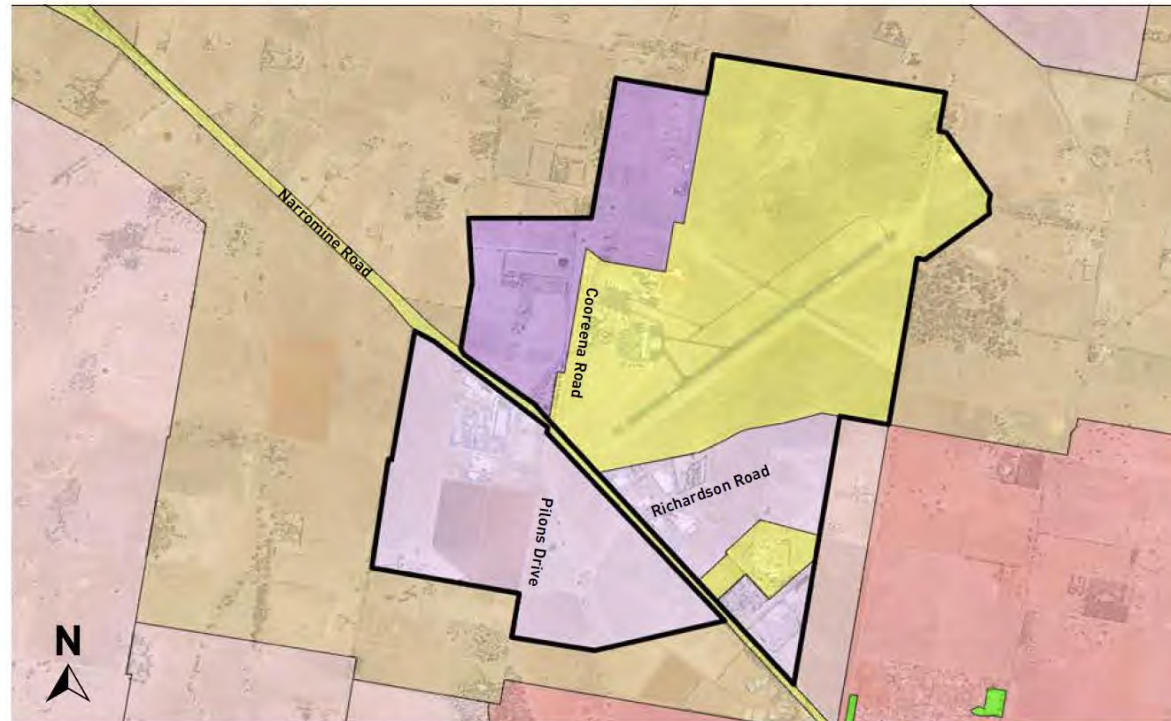 Narromine Road
Cooreena Road
Richardson Road
Pilons Drive
N